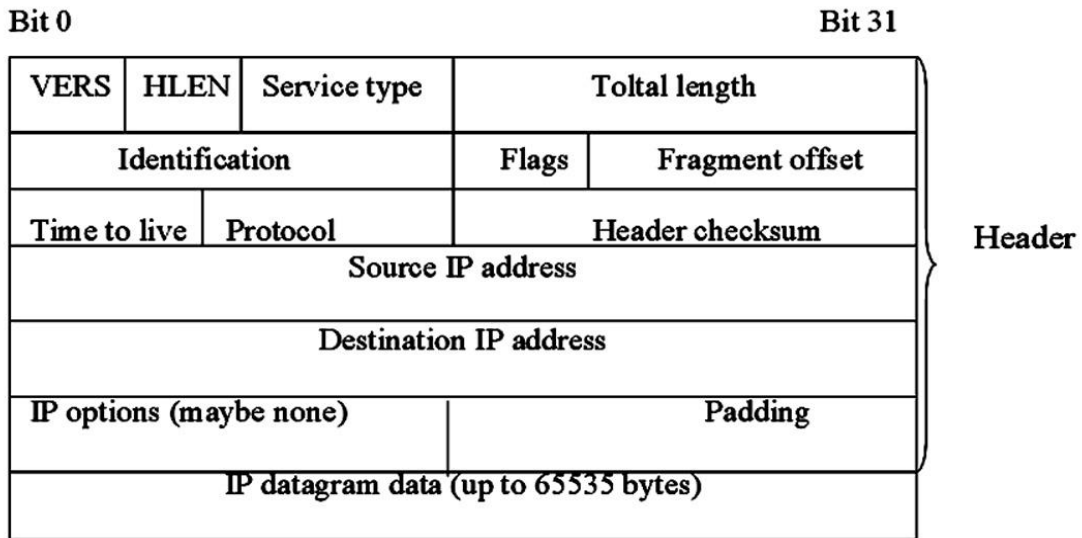 Bit 0 Bit 31
VERS HLEN Service type Toltal length
Identification Flags Fragment offset
Time to live Protocol Header checksum
Header
Source IP address
Destination IP address
IP options (maybe none) Padding
IP datagram data (up to 65535 bytes)